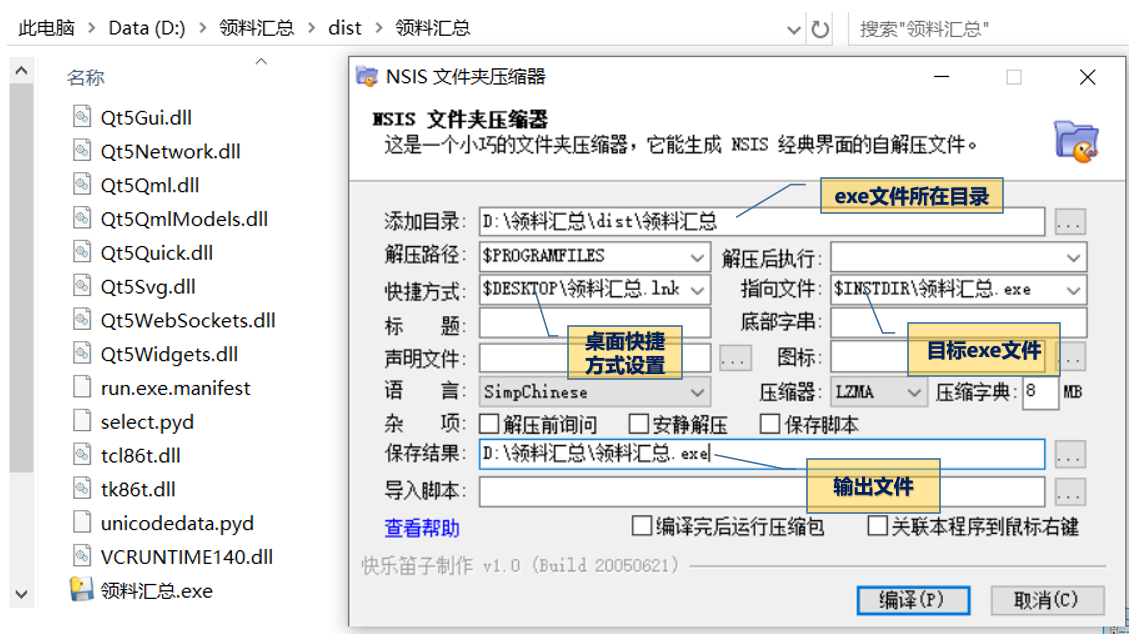 此电脑 > Data (D:) > 领料汇总 > dist > 领料汇总
搜索"领料汇总"
名称
Qt5Gui.dll
Qt5Network.dll
Qt5Qml.dll
Qt5QmlModels.dll
Qt5Quick.dll
Qt5Svg.dll
Qt5WebSockets.dll
Qt5Widgets.dll
run.exe.manifest
select.pyd
tcl86t.dll
tk86t.dll
unicodedata.pyd
VCRUNTIME140.dll
领料汇总.exe
NSIS 文件夹压缩器
NSIS 文件夹压缩器
这是一个小巧的文件夹压缩器，它能生成 NSIS 经典界面的自解压文件。
exe文件所在目录
添加目录: D:\领料汇总\dist\领料汇总 ...
解压路径: $PROGRAMFILES 解压后执行:
快捷方式: $DESKTOP\领料汇总.lnk 指向文件: $INSTDIR\领料汇总.exe
标 题: 底部字串:
桌面快捷
方式设置
目标exe文件
声明文件: ... 图标: ...
语 言: SimpChinese 压缩器: LZMA 压缩字典: 8 MB
杂 项: 解压前询问 安静解压 保存脚本
保存结果: D:\领料汇总\领料汇总.exe ...
输出文件
导入脚本: ...
查看帮助 编译完后运行压缩包 关联本程序到鼠标右键
快乐笛子制作 v1.0 (Build 20050621)
编译(P) 取消(C)